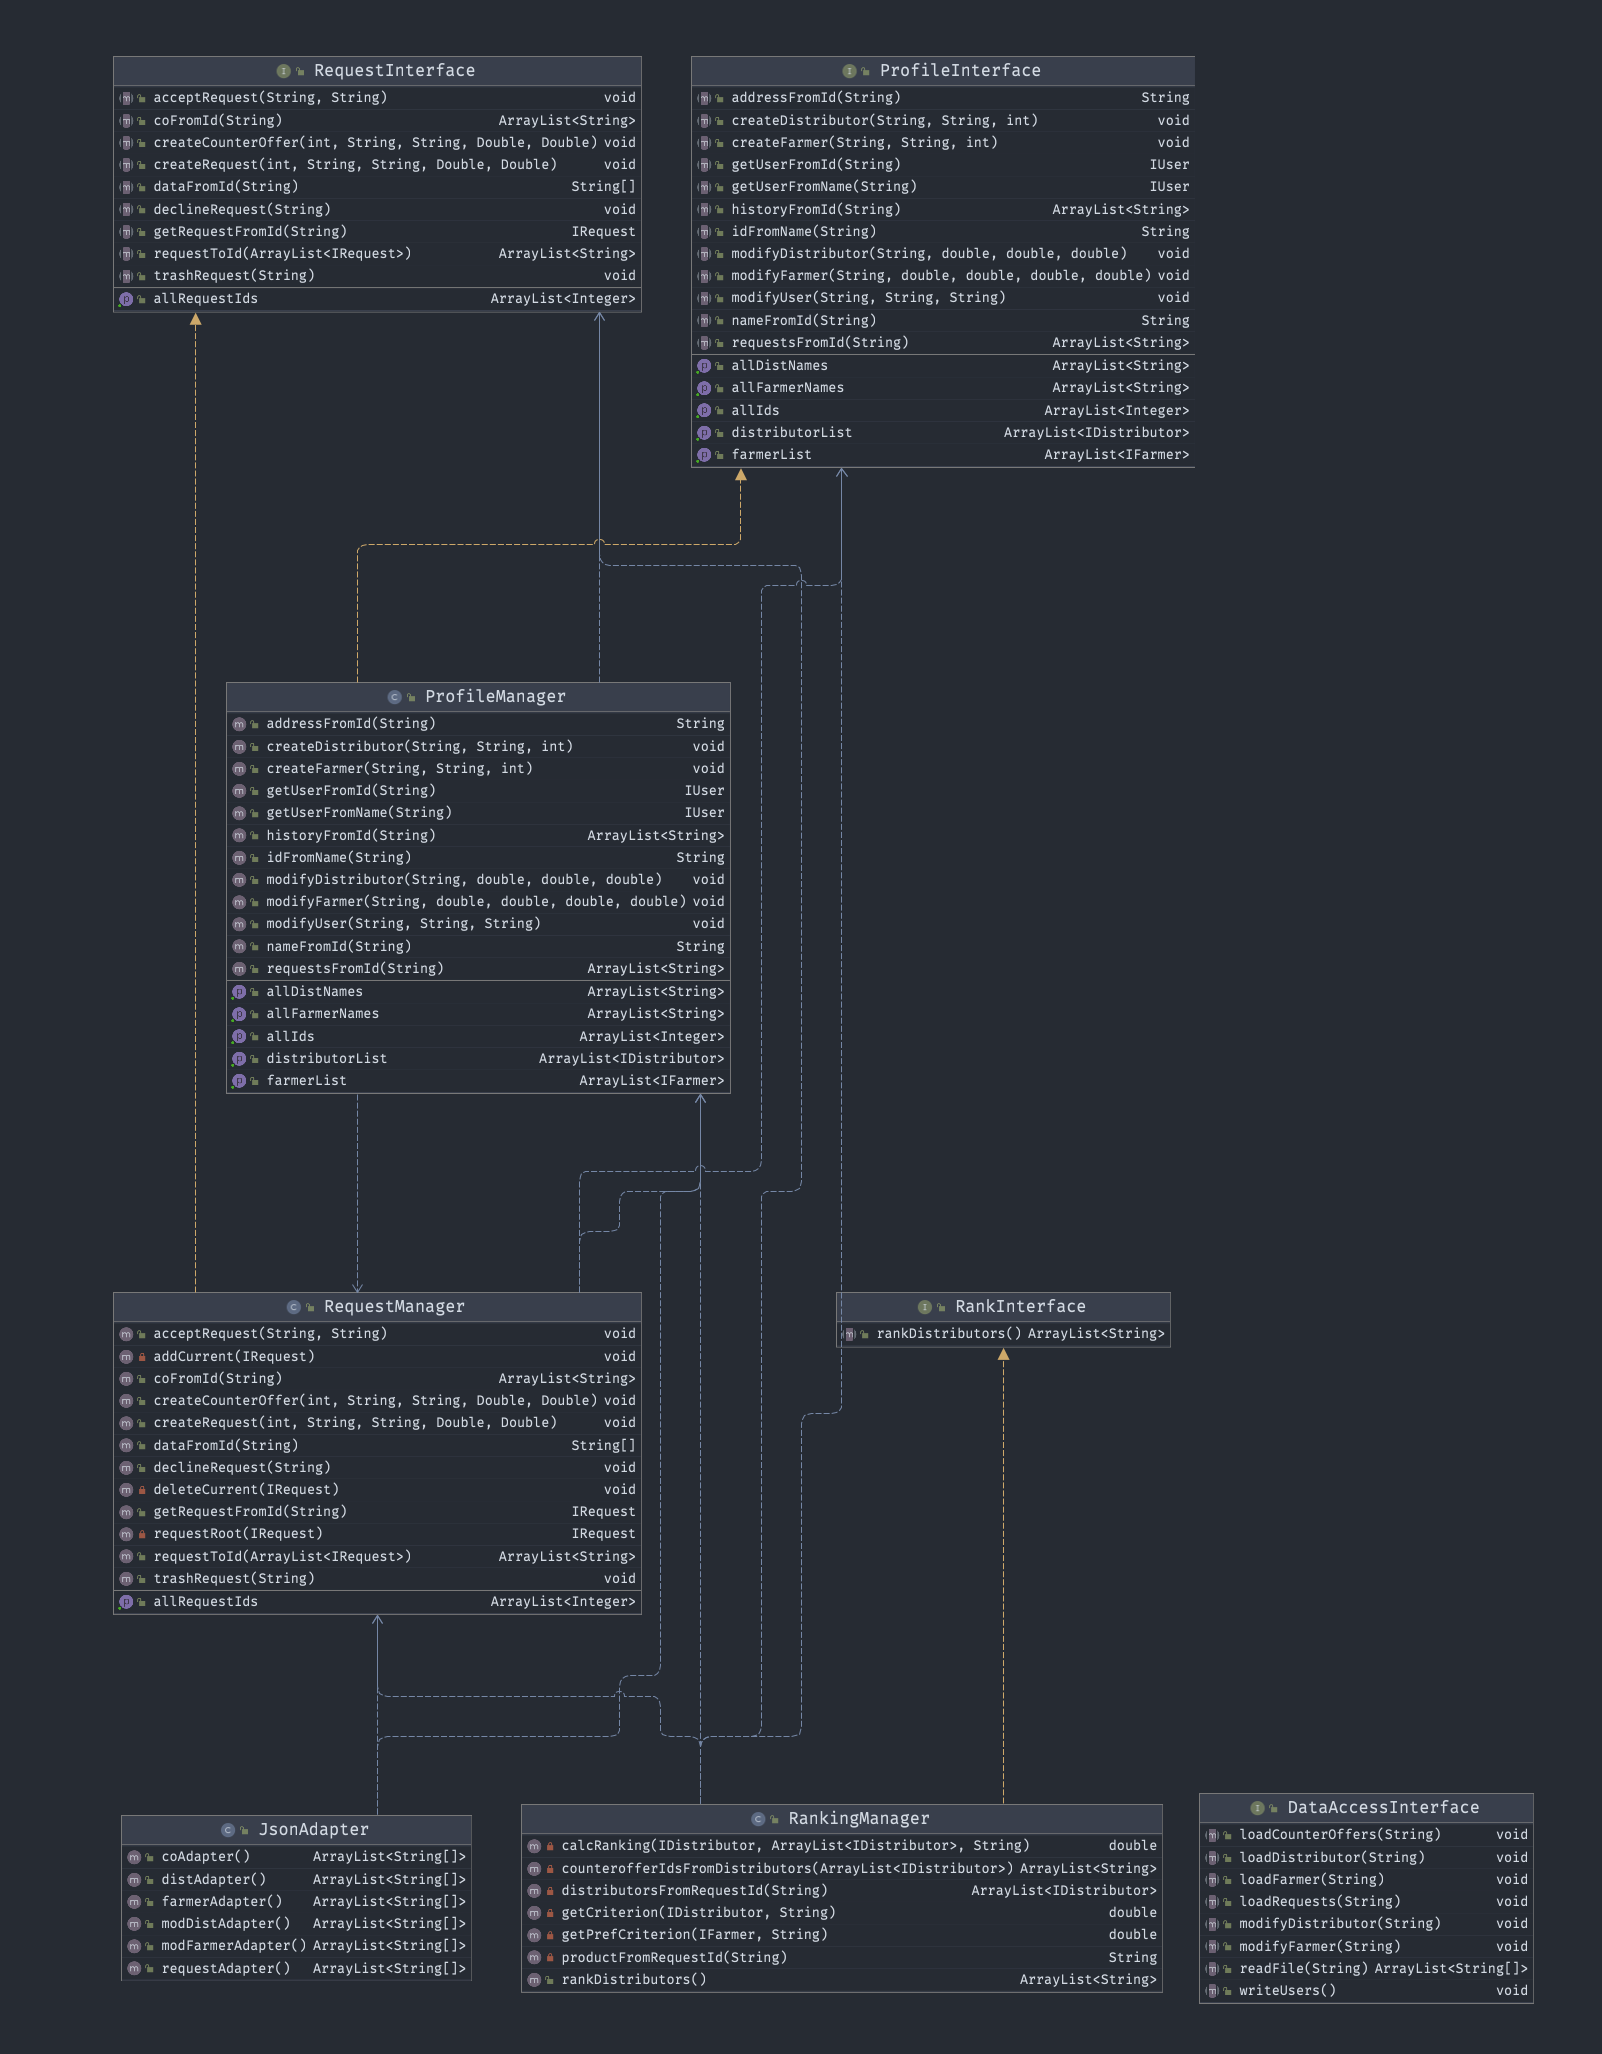 RequestInterface
acceptRequest(String, String) void
coFromId(String) ArrayList<String>
createCounterOffer(int, String, String, Double, Double) void
createRequest(int, String, String, Double, Double) void
dataFromId(String) String[]
declineRequest(String) void
getRequestFromId(String) IRequest
requestToId(ArrayList<IRequest>) ArrayList<String>
trashRequest(String) void
allRequestIds ArrayList<Integer>
ProfileInterface
addressFromId(String) String
createDistributor(String, String, int) void
createFarmer(String, String, int) void
getUserFromId(String) IUser
getUserFromName(String) IUser
historyFromId(String) ArrayList<String>
idFromName(String) String
modifyDistributor(String, double, double, double) void
modifyFarmer(String, double, double, double, double) void
modifyUser(String, String, String) void
nameFromId(String) String
requestsFromId(String) ArrayList<String>
allDistNames ArrayList<String>
allFarmerNames ArrayList<String>
allIds ArrayList<Integer>
distributorList ArrayList<IDistributor>
farmerList ArrayList<IFarmer>
ProfileManager
addressFromId(String) String
createDistributor(String, String, int) void
createFarmer(String, String, int) void
getUserFromId(String) IUser
getUserFromName(String) IUser
historyFromId(String) ArrayList<String>
idFromName(String) String
modifyDistributor(String, double, double, double) void
modifyFarmer(String, double, double, double, double) void
modifyUser(String, String, String) void
nameFromId(String) String
requestsFromId(String) ArrayList<String>
allDistNames ArrayList<String>
allFarmerNames ArrayList<String>
allIds ArrayList<Integer>
distributorList ArrayList<IDistributor>
farmerList ArrayList<IFarmer>
RequestManager
acceptRequest(String, String) void
addCurrent(IRequest) void
coFromId(String) ArrayList<String>
createCounterOffer(int, String, String, Double, Double) void
createRequest(int, String, String, Double, Double) void
dataFromId(String) String[]
declineRequest(String) void
deleteCurrent(IRequest) void
getRequestFromId(String) IRequest
requestRoot(IRequest) IRequest
requestToId(ArrayList<IRequest>) ArrayList<String>
trashRequest(String) void
allRequestIds ArrayList<Integer>
RankInterface
rankDistributors() ArrayList<String>
JsonAdapter
coAdapter() ArrayList<String[]>
distAdapter() ArrayList<String[]>
farmerAdapter() ArrayList<String[]>
modDistAdapter() ArrayList<String[]>
modFarmerAdapter() ArrayList<String[]>
requestAdapter() ArrayList<String[]>
RankingManager
calcRanking(IDistributor, ArrayList<IDistributor>, String) double
counterofferIdsFromDistributors(ArrayList<IDistributor>) ArrayList<String>
distributorsFromRequestId(String) ArrayList<IDistributor>
getCriterion(IDistributor, String) double
getPrefCriterion(IFarmer, String) double
productFromRequestId(String) String
rankDistributors() ArrayList<String>
DataAccessInterface
loadCounterOffers(String) void
loadDistributor(String) void
loadFarmer(String) void
loadRequests(String) void
modifyDistributor(String) void
modifyFarmer(String) void
readFile(String) ArrayList<String[]>
writeUsers() void